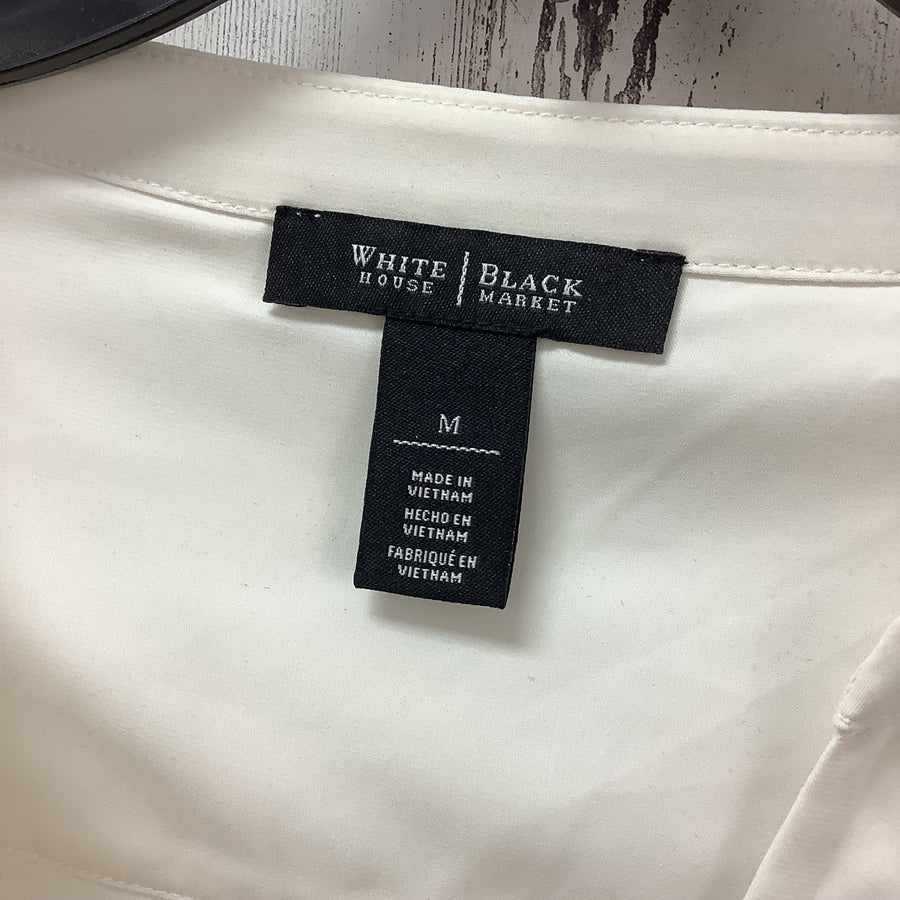 WHITE | BLACK
HOUSE | MARKET
M
MADE IN
VIETNAM
HECHO EN
VIETNAM
FABRIQUÉ EN
VIETNAM